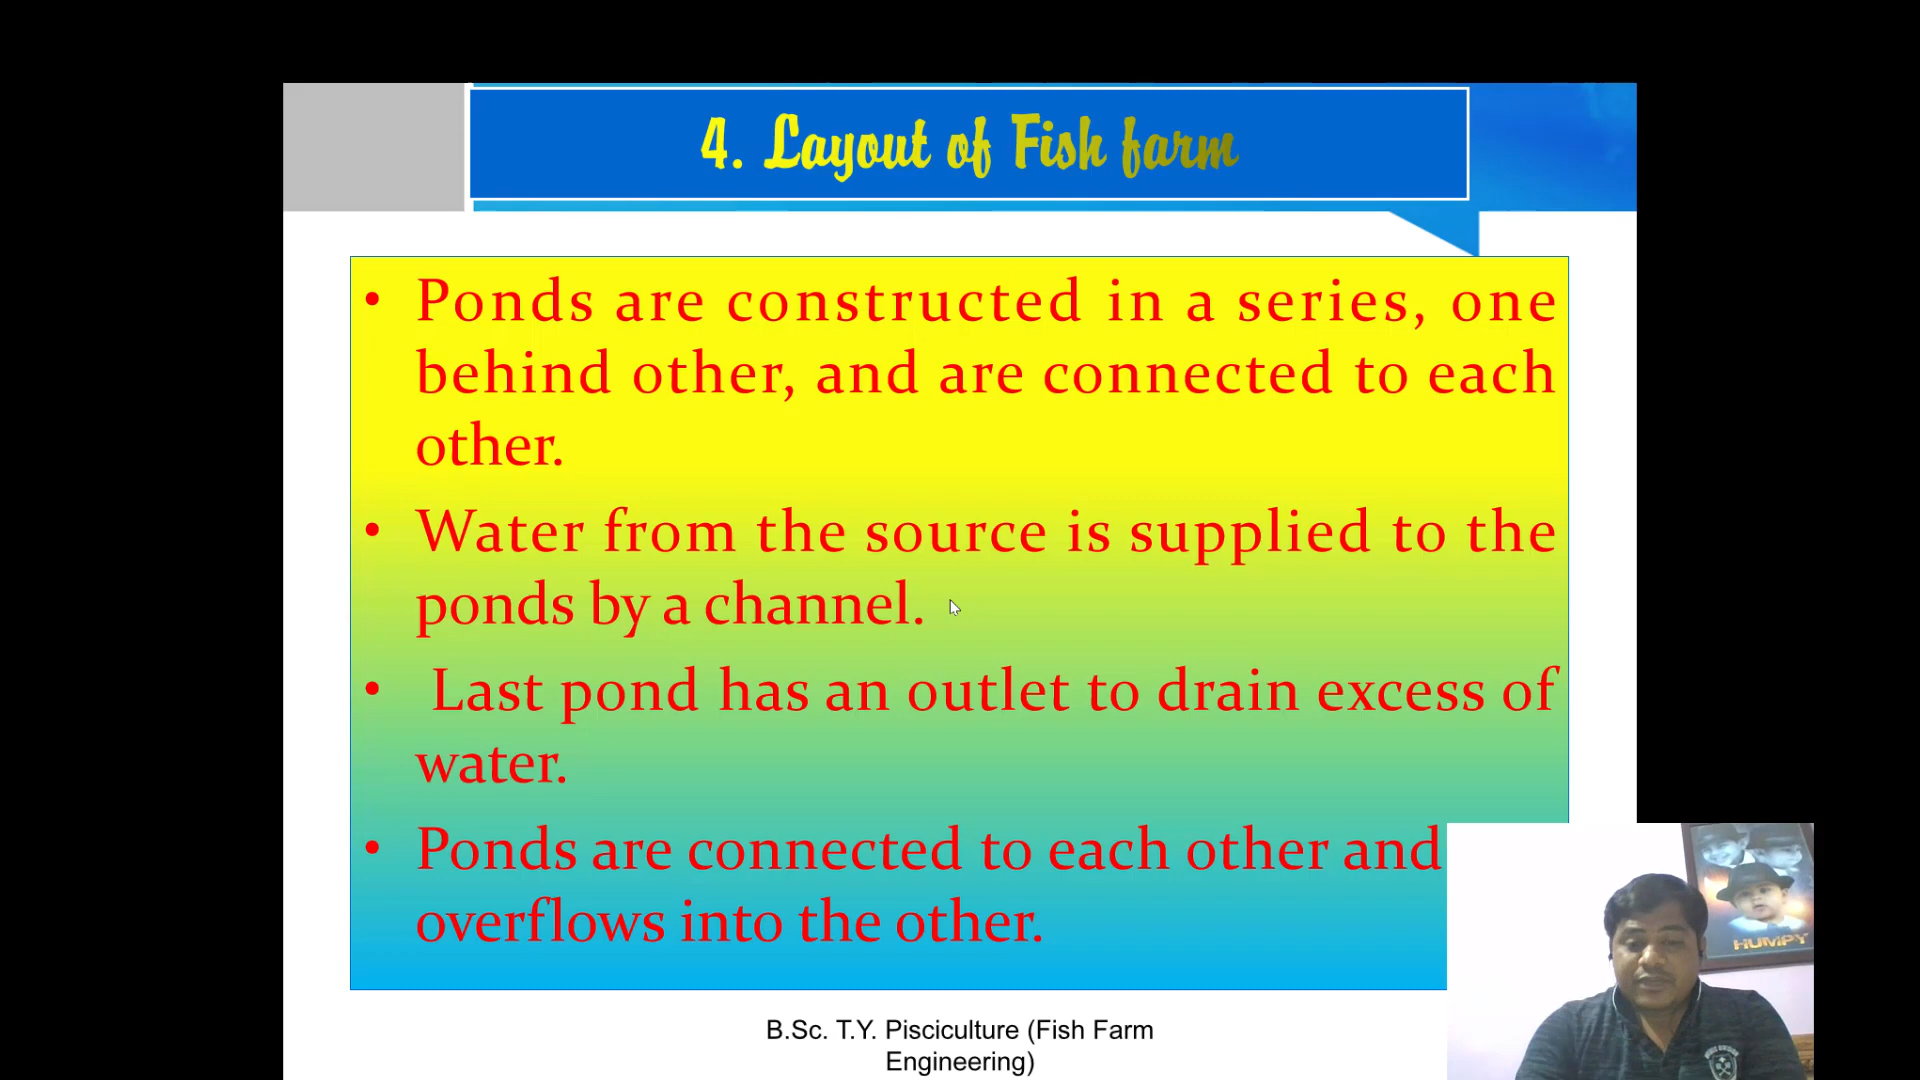 4. Layout of Fish farm
• Ponds are constructed in a series, one
behind other, and are connected to each
other.
• Water from the source is supplied to the
ponds by a channel.
• Last pond has an outlet to drain excess of
water.
• Ponds are connected to each other and
overflows into the other.
B.Sc. T.Y. Pisciculture (Fish Farm
Engineering)
HUMPY